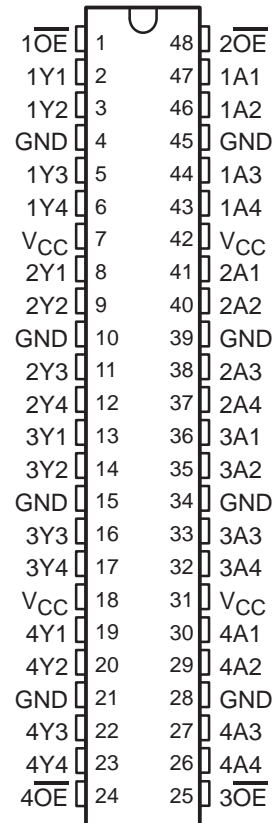 1O̅E̅ 1 48 2O̅E̅
1Y1 2 47 1A1
1Y2 3 46 1A2
GND 4 45 GND
1Y3 5 44 1A3
1Y4 6 43 1A4
VCC 7 42 VCC
2Y1 8 41 2A1
2Y2 9 40 2A2
GND 10 39 GND
2Y3 11 38 2A3
2Y4 12 37 2A4
3Y1 13 36 3A1
3Y2 14 35 3A2
GND 15 34 GND
3Y3 16 33 3A3
3Y4 17 32 3A4
VCC 18 31 VCC
4Y1 19 30 4A1
4Y2 20 29 4A2
GND 21 28 GND
4Y3 22 27 4A3
4Y4 23 26 4A4
4O̅E̅ 24 25 3O̅E̅